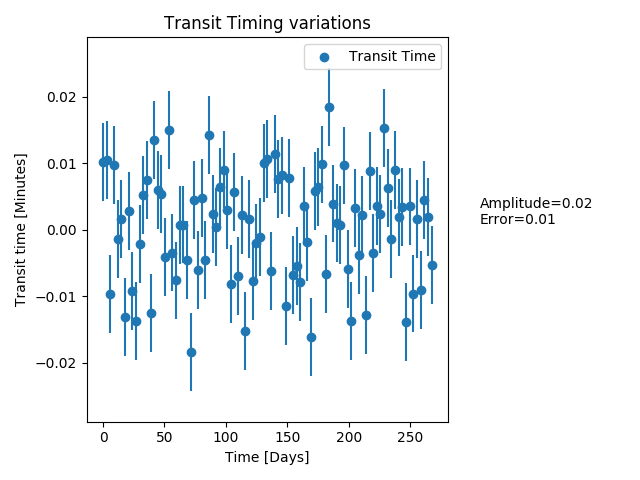 Transit Timing variations
Transit Time
Transit time [Minutes]
0.02
0.01
0.00
−0.01
−0.02
0
50
100
150
200
250
Time [Days]
Amplitude=0.02
Error=0.01